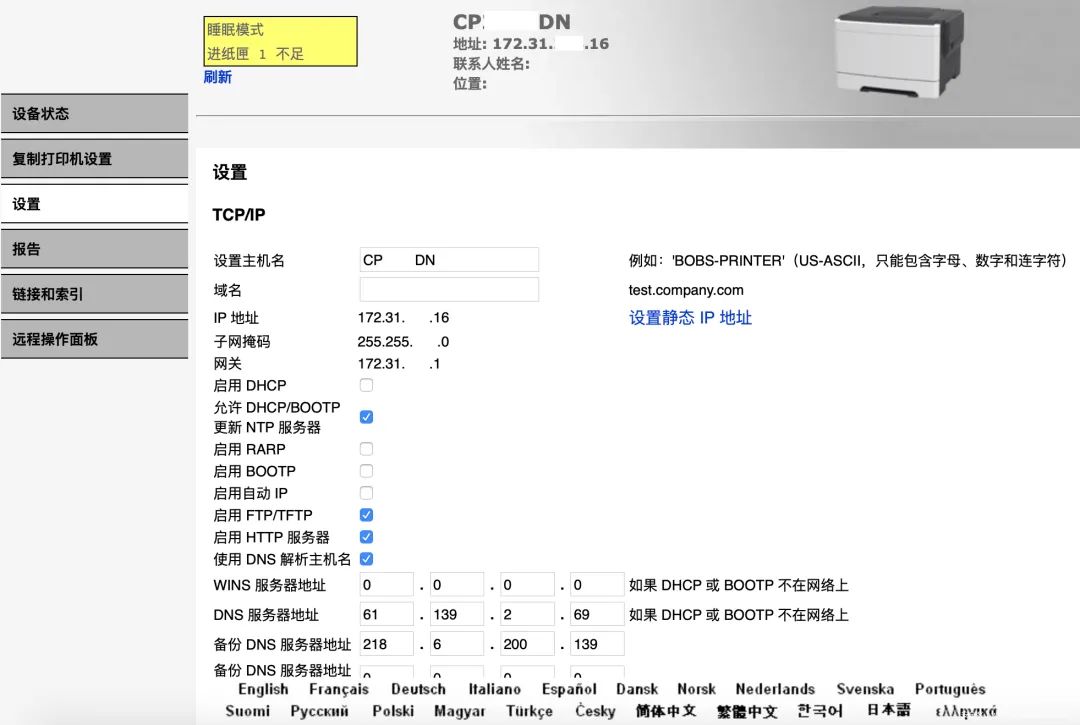 睡眠模式
进纸匣 1 不足
刷新
CP DN
地址: 172.31. .16
联系人姓名:
位置:
设备状态
复制打印机设置
设置
报告
链接和索引
远程操作面板
设置
TCP/IP
设置主机名 CP DN 例如：'BOBS-PRINTER'（US-ASCII，只能包含字母、数字和连字符）
域名 test.company.com
IP 地址 172.31. .16 设置静态 IP 地址
子网掩码 255.255. .0
网关 172.31. .1
启用 DHCP
允许 DHCP/BOOTP
更新 NTP 服务器
启用 RARP
启用 BOOTP
启用自动 IP
启用 FTP/TFTP
启用 HTTP 服务器
使用 DNS 解析主机名
WINS 服务器地址 0 . 0 . 0 . 0 如果 DHCP 或 BOOTP 不在网络上
DNS 服务器地址 61 . 139 . 2 . 69 如果 DHCP 或 BOOTP 不在网络上
备份 DNS 服务器地址 218 . 6 . 200 . 139
备份 DNS 服务器地址 0 . 0 . 0 . 0
English Français Deutsch Italiano Español Dansk Norsk Nederlands Svenska Português
Suomi Русский Polski Magyar Türkçe Česky 简体中文 繁體中文 한국어 日本語 ελληνικά